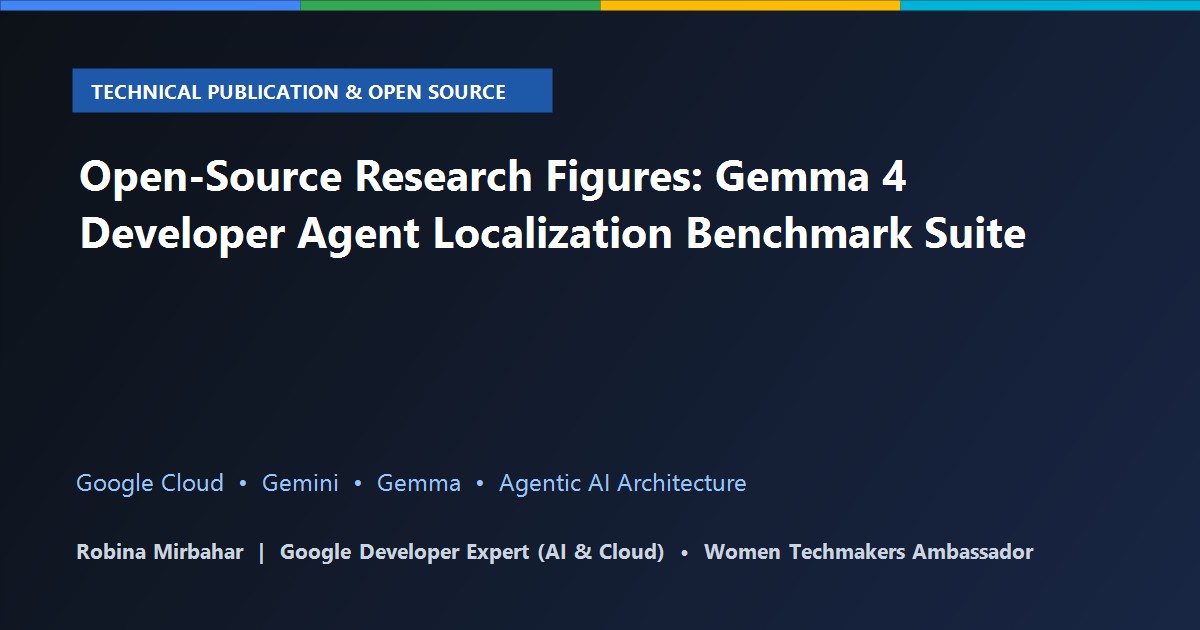 TECHNICAL PUBLICATION & OPEN SOURCE
Open-Source Research Figures: Gemma 4
Developer Agent Localization Benchmark Suite
Google Cloud • Gemini • Gemma • Agentic AI Architecture
Robina Mirbahar | Google Developer Expert (AI & Cloud) • Women Techmakers Ambassador